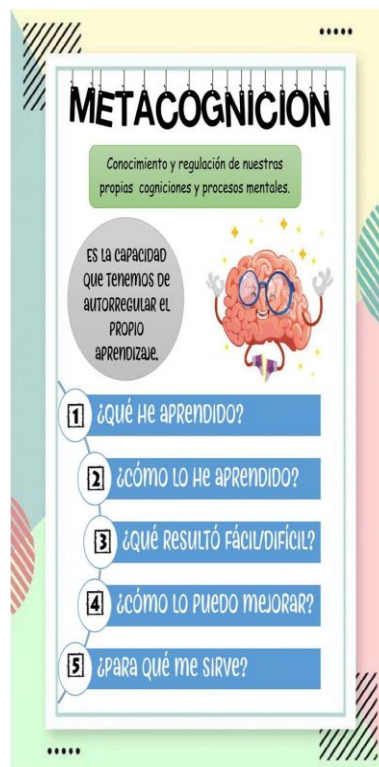 METACOGNICION
Conocimiento y regulación de nuestras
propias cogniciones y procesos mentales.
ES LA CAPACIDAD
QUE TENEMOS DE
AUTORREGULAR EL
PROPIO
APRENDIZAJE.
1 ¿QUÉ HE APRENDIDO?
2 ¿CÓMO LO HE APRENDIDO?
3 ¿QUÉ RESULTÓ FÁCIL/DIFÍCIL?
4 ¿CÓMO LO PUEDO MEJORAR?
5 ¿PARA QUÉ ME SIRVE?